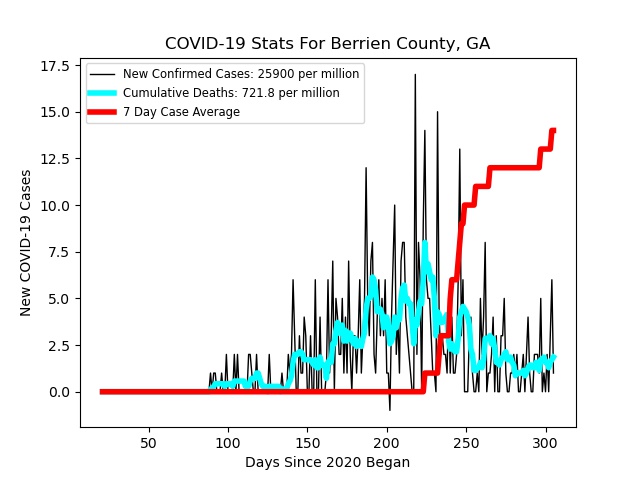 COVID-19 Stats For Berrien County, GA
New Confirmed Cases: 25900 per million
Cumulative Deaths: 721.8 per million
7 Day Case Average
17.5
15.0
12.5
10.0
7.5
5.0
2.5
0.0
New COVID-19 Cases
50 100 150 200 250 300
Days Since 2020 Began